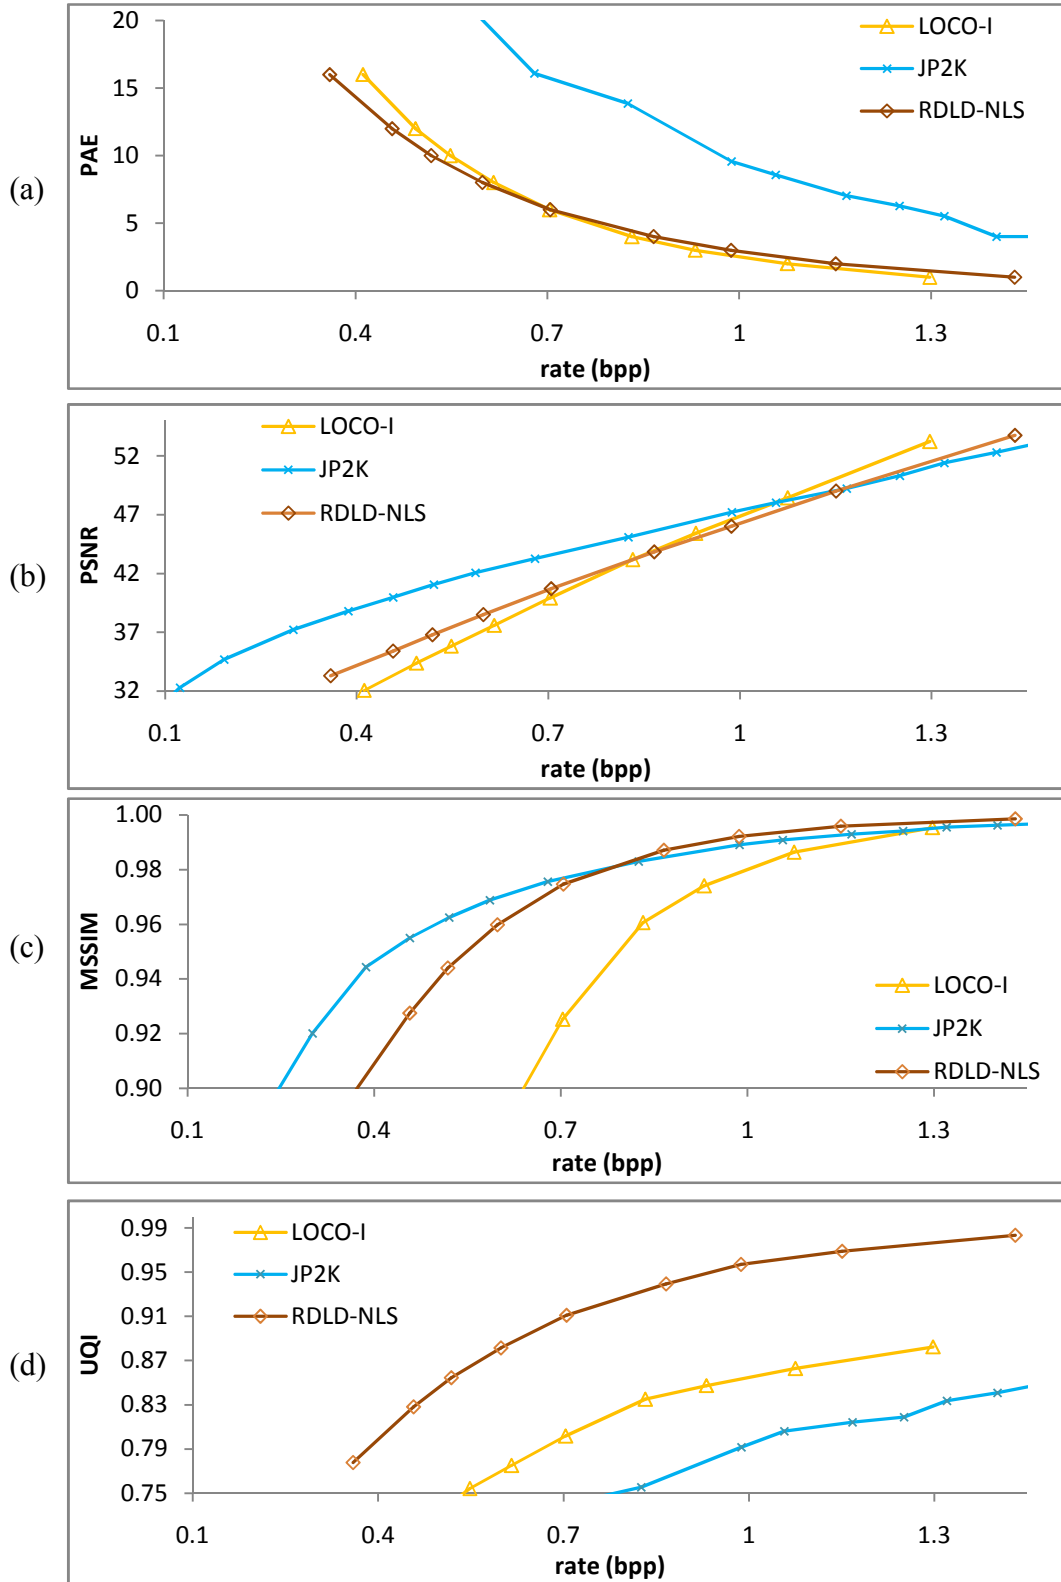 (a)
20
15
10
5
0
PAE
0.1 0.4 0.7 1 1.3
rate (bpp)
LOCO-I
JP2K
RDLD-NLS
(b)
52
47
42
37
32
PSNR
0.1 0.4 0.7 1 1.3
rate (bpp)
LOCO-I
JP2K
RDLD-NLS
(c)
1.00
0.98
0.96
0.94
0.92
0.90
MSSIM
0.1 0.4 0.7 1 1.3
rate (bpp)
LOCO-I
JP2K
RDLD-NLS
(d)
0.99
0.95
0.91
0.87
0.83
0.79
0.75
UQI
0.1 0.4 0.7 1 1.3
rate (bpp)
LOCO-I
JP2K
RDLD-NLS